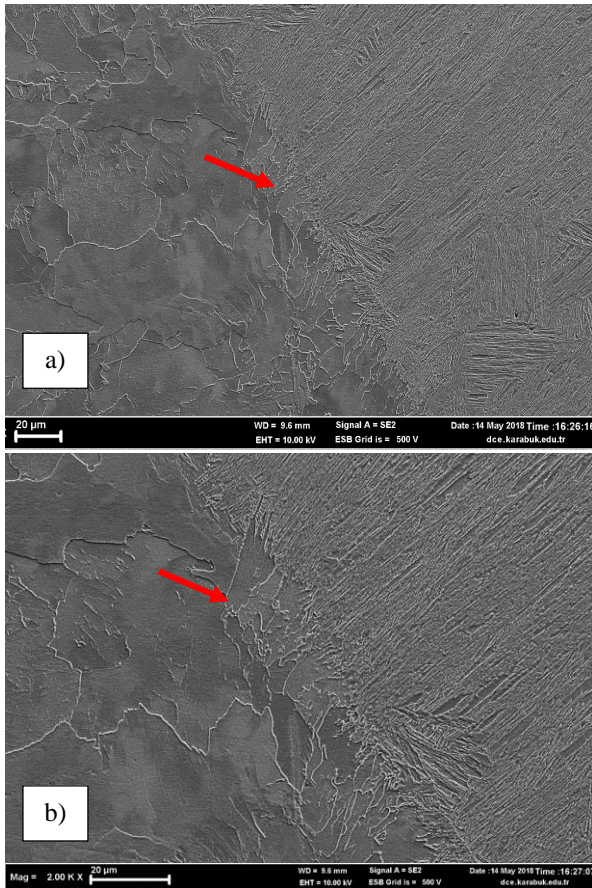 a)
20 µm
WD = 9.6 mm Signal A = SE2 Date :14 May 2018 Time :16:26:16
EHT = 10.00 kV ESB Grid is = 500 V dce.karabuk.edu.tr
b)
Mag = 2.00 K X 20 µm WD = 9.6 mm Signal A = SE2 Date :14 May 2018 Time :16:27:07
EHT = 10.00 kV ESB Grid is = 500 V dce.karabuk.edu.tr